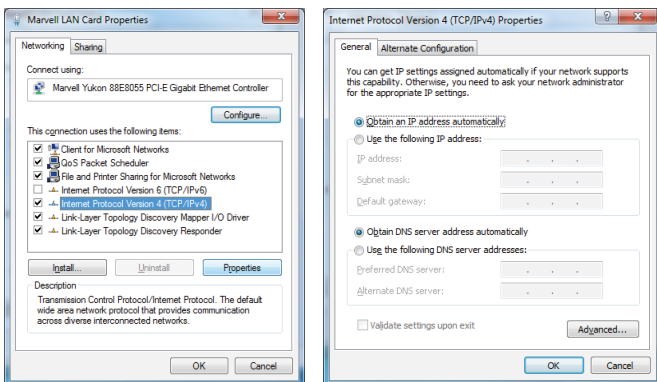 Marvell LAN Card Properties
Networking
Sharing
Connect using:
Marvell Yukon 88E8055 PCI-E Gigabit Ethernet Controller
Configure...
This connection uses the following items:
Client for Microsoft Networks
QoS Packet Scheduler
File and Printer Sharing for Microsoft Networks
Internet Protocol Version 6 (TCP/IPv6)
Internet Protocol Version 4 (TCP/IPv4)
Link-Layer Topology Discovery Mapper I/O Driver
Link-Layer Topology Discovery Responder
Install...
Uninstall
Properties
Description
Transmission Control Protocol/Internet Protocol. The default
wide area network protocol that provides communication
across diverse interconnected networks.
OK
Cancel
Internet Protocol Version 4 (TCP/IPv4) Properties
General
Alternate Configuration
You can get IP settings assigned automatically if your network supports
this capability. Otherwise, you need to ask your network administrator
for the appropriate IP settings.
Obtain an IP address automatically
Use the following IP address:
IP address:
Subnet mask:
Default gateway:
Obtain DNS server address automatically
Use the following DNS server addresses:
Preferred DNS server:
Alternate DNS server:
Validate settings upon exit
Advanced...
OK
Cancel